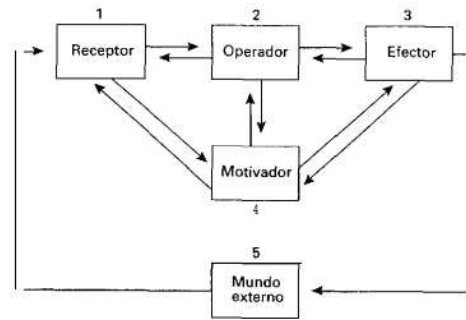 1
2
3
Receptor
Operador
Efector
Motivador
4
5
Mundo
externo